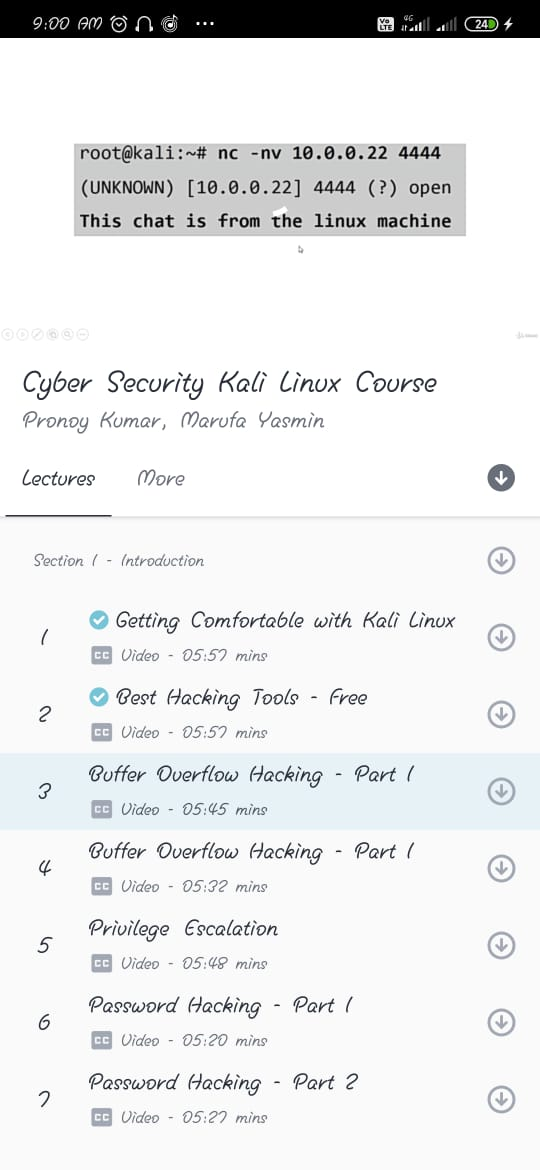 9:00 AM ... Vo LTE 4G 24
root@kali:~# nc -nv 10.0.0.22 4444
(UNKNOWN) [10.0.0.22] 4444 (?) open
This chat is from the linux machine
Cyber Security Kali Linux Course
Pronoy Kumar, Marufa Yasmin
Lectures More
Section 1 - Introduction
1 Getting Comfortable with Kali Linux
CC Video - 05:57 mins
2 Best Hacking Tools - Free
CC Video - 05:57 mins
3 Buffer Overflow Hacking - Part 1
CC Video - 05:45 mins
4 Buffer Overflow Hacking - Part 1
CC Video - 05:32 mins
5 Privilege Escalation
CC Video - 05:48 mins
6 Password Hacking - Part 1
CC Video - 05:20 mins
7 Password Hacking - Part 2
CC Video - 05:27 mins